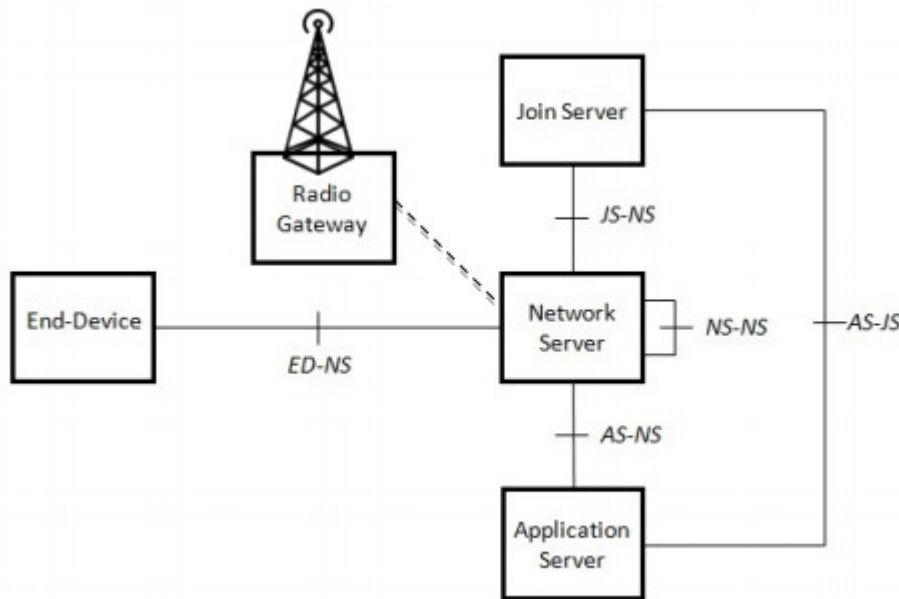 Join Server
Radio
Gateway
JS-NS
End-Device
Network
Server
NS-NS
AS-JS
ED-NS
AS-NS
Application
Server